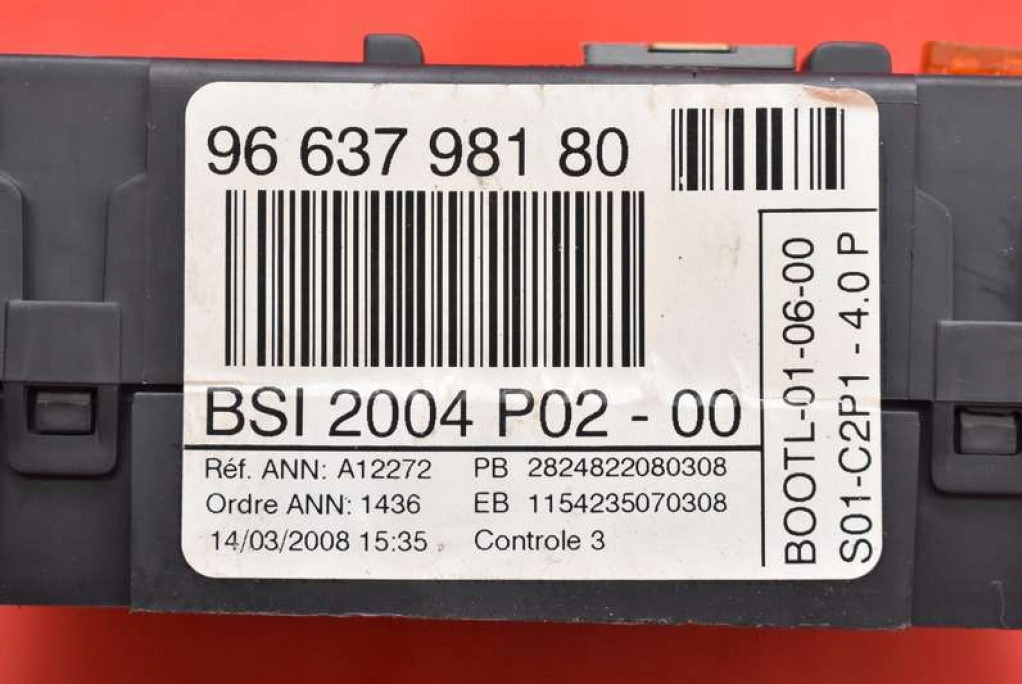 96 637 981 80
BSI 2004 P02 - 00
Réf. ANN: A12272 PB 2824822080308
Ordre ANN: 1436 EB 1154235070308
14/03/2008 15:35 Controle 3
BOOTL-01-06-00
S01-C2P1 - 4.0 P